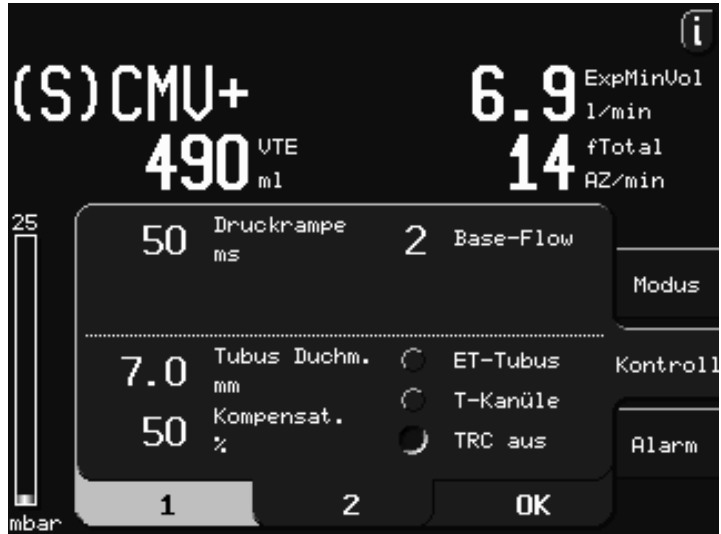 i
(S)CMV+
6.9 ExpMinVol
l/min
490 VTE
ml
14 fTotal
AZ/min
25
50 Druckrampe
ms
2 Base-Flow
Modus
7.0 Tubus Duchm.
mm
ET-Tubus
Kontroll
50 Kompensat.
%
T-Kanüle
TRC aus
Alarm
mbar
1
2
OK